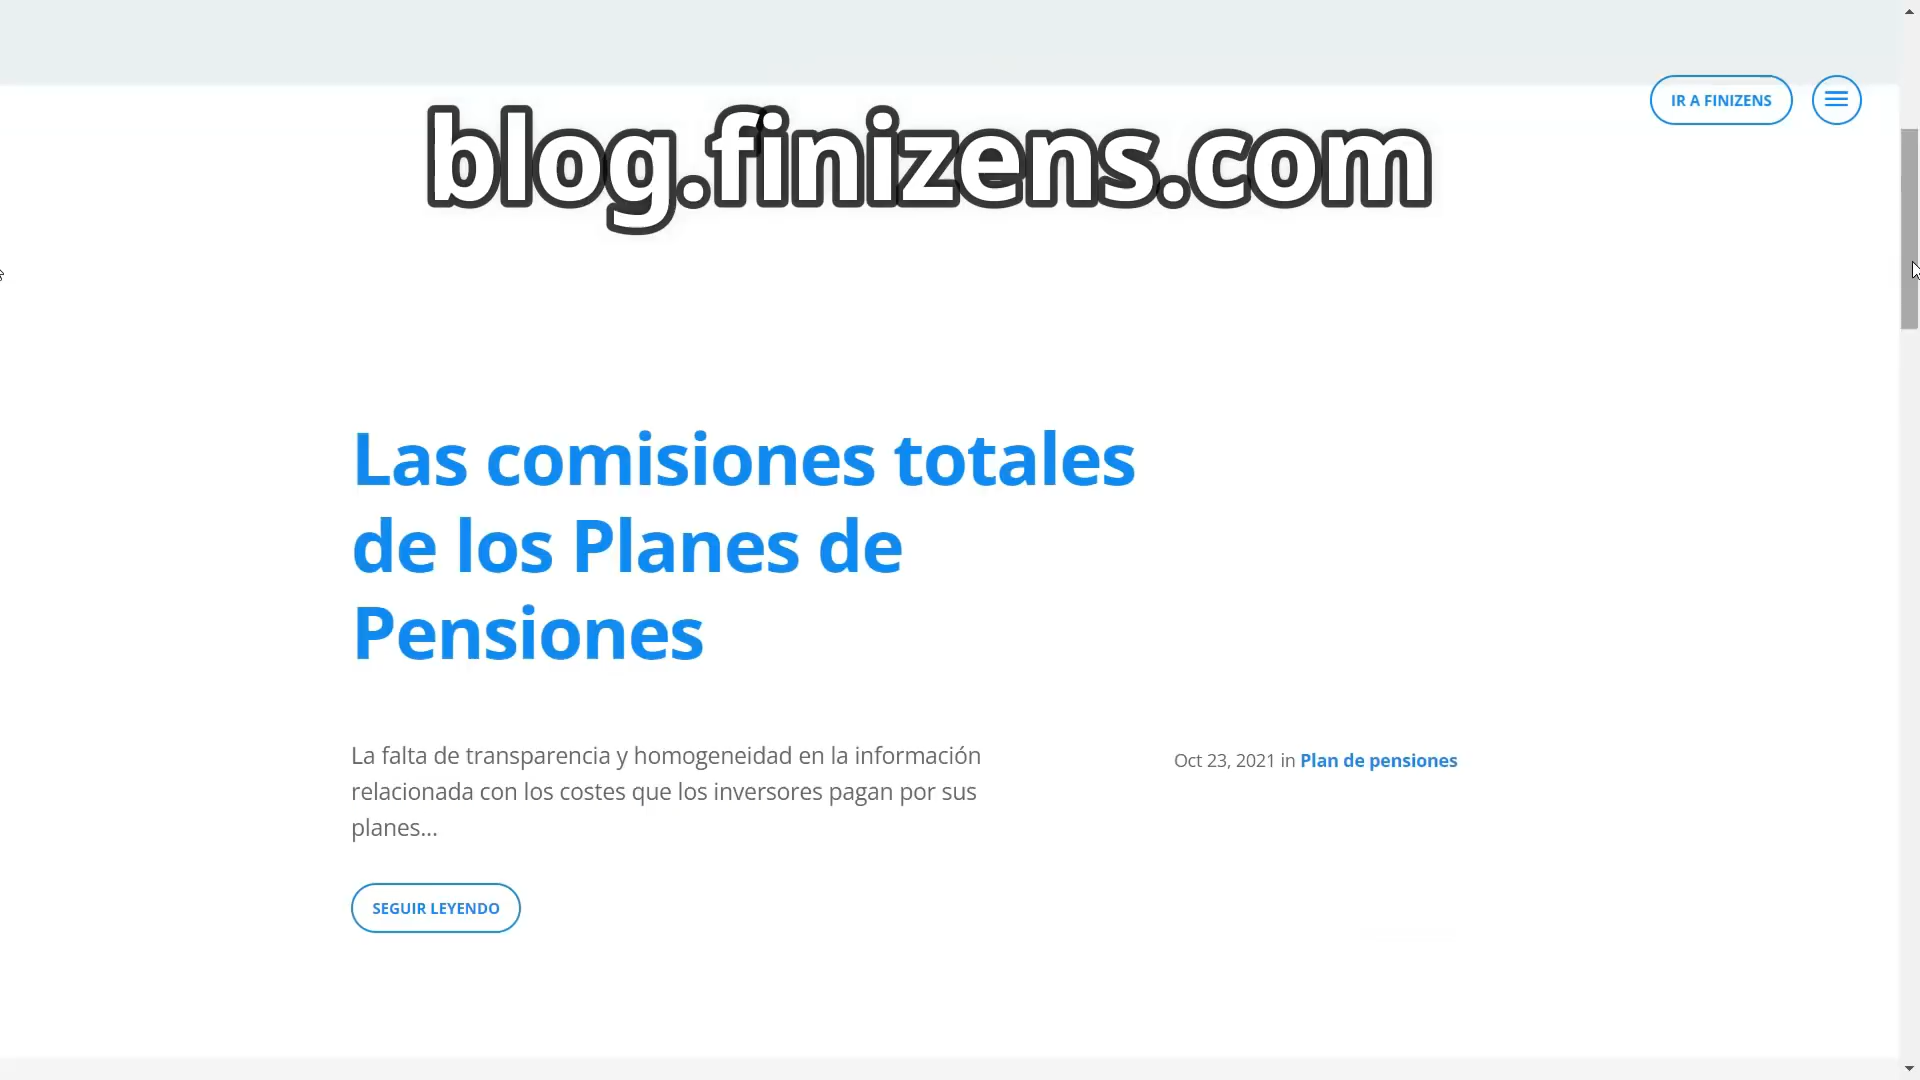 IR A FINIZENS
blog.finizens.com
Las comisiones totales
de los Planes de
Pensiones
La falta de transparencia y homogeneidad en la información
relacionada con los costes que los inversores pagan por sus
planes...
Oct 23, 2021 in Plan de pensiones
SEGUIR LEYENDO